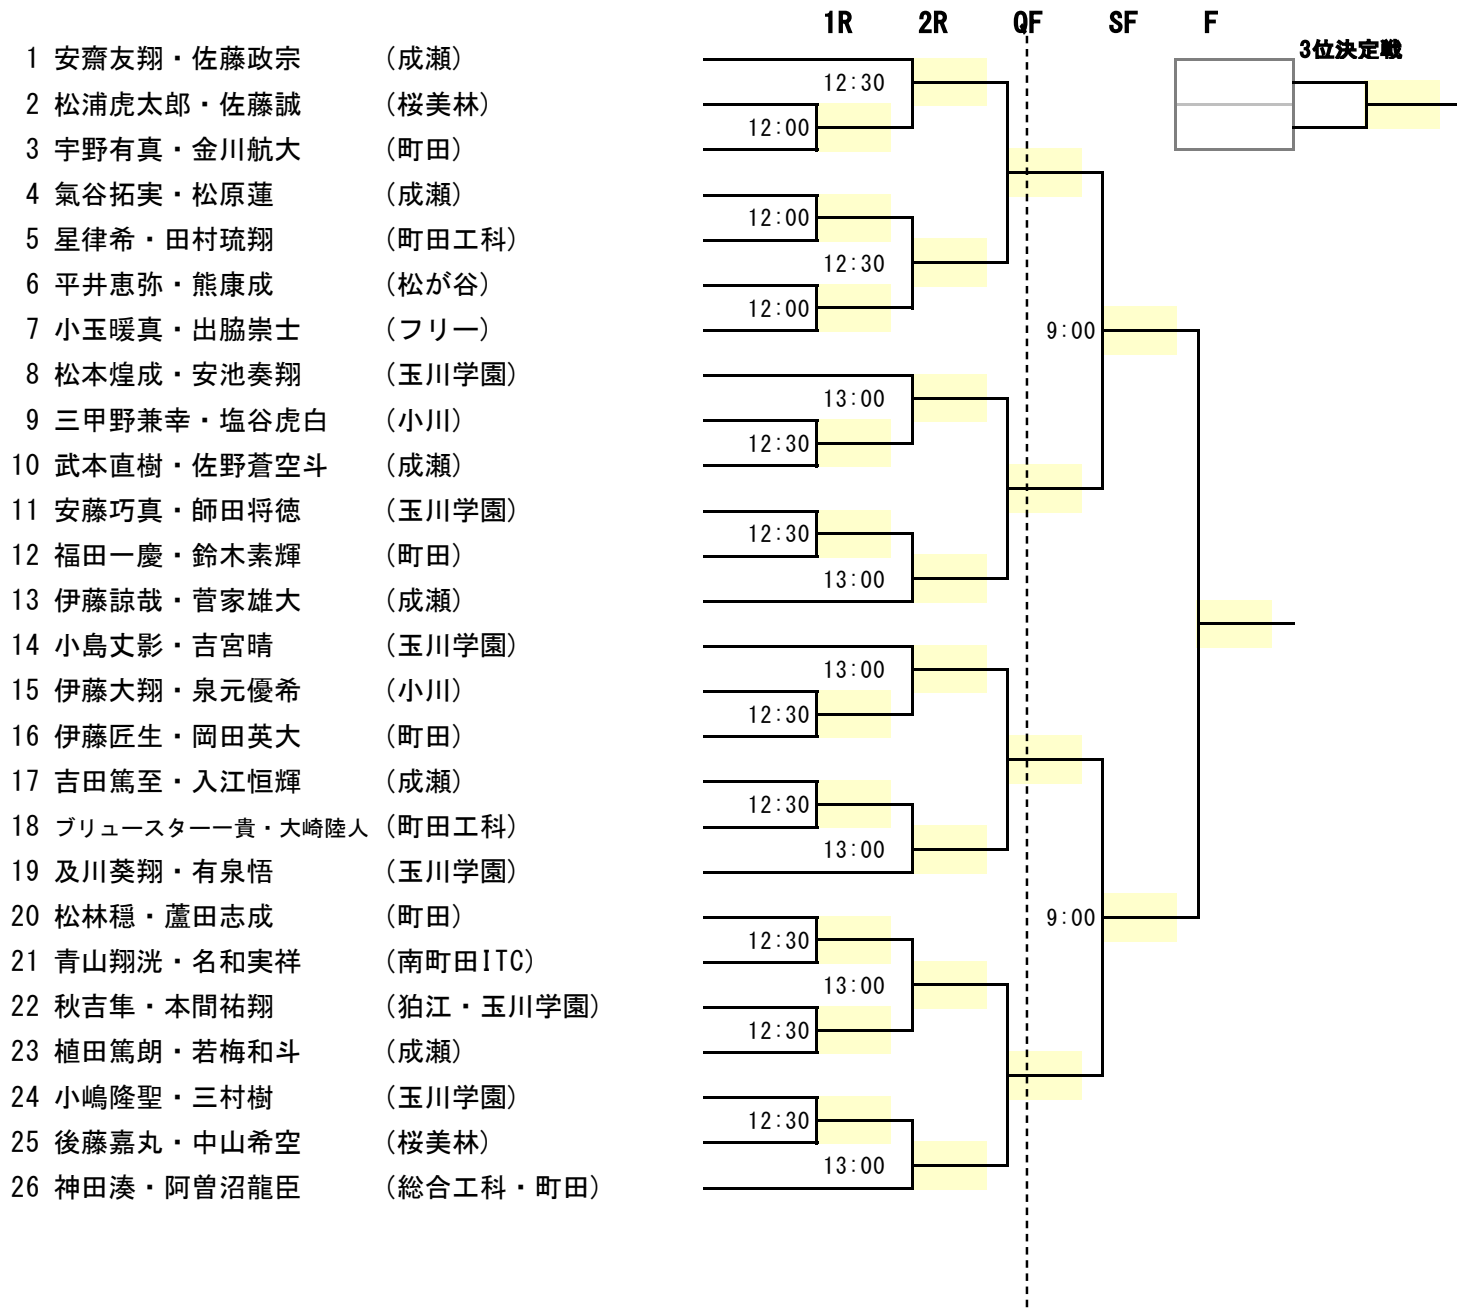 1R 2R QF SF F
3位決定戦
1 安齋友翔・佐藤政宗 (成瀬)
12:30
2 松浦虎太郎・佐藤誠 (桜美林)
12:00
3 宇野有真・金川航大 (町田)
4 氣谷拓実・松原蓮 (成瀬)
12:00
5 星律希・田村琉翔 (町田工科)
12:30
6 平井恵弥・熊康成 (松が谷)
12:00
7 小玉暖真・出脇崇士 (フリー) 9:00
8 松本煌成・安池奏翔 (玉川学園)
13:00
9 三甲野兼幸・塩谷虎白 (小川)
12:30
10 武本直樹・佐野蒼空斗 (成瀬)
11 安藤巧真・師田将徳 (玉川学園)
12:30
12 福田一慶・鈴木素輝 (町田)
13:00
13 伊藤諒哉・菅家雄大 (成瀬)
14 小島丈影・吉宮晴 (玉川学園)
13:00
15 伊藤大翔・泉元優希 (小川)
12:30
16 伊藤匠生・岡田英大 (町田)
17 吉田篤至・入江恒輝 (成瀬)
12:30
18 ブリュースター一貴・大崎陸人 (町田工科)
13:00
19 及川葵翔・有泉悟 (玉川学園)
20 松林穏・蘆田志成 (町田) 9:00
12:30
21 青山翔洸・名和実祥 (南町田ITC)
13:00
22 秋吉隼・本間祐翔 (狛江・玉川学園)
12:30
23 植田篤朗・若梅和斗 (成瀬)
24 小嶋隆聖・三村樹 (玉川学園)
12:30
25 後藤嘉丸・中山希空 (桜美林)
13:00
26 神田湊・阿曽沼龍臣 (総合工科・町田)